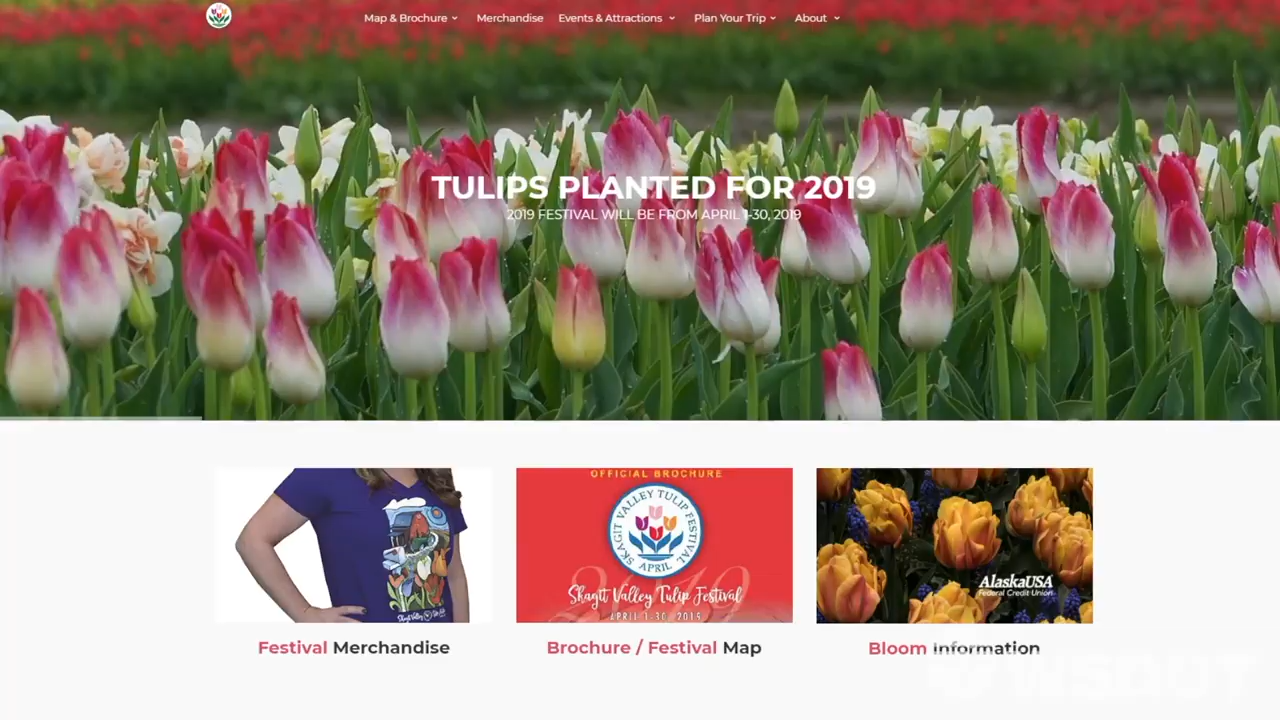 Map & Brochure
Merchandise
Events & Attractions
Plan Your Trip
About
TULIPS PLANTED FOR 2019
2019 FESTIVAL WILL BE FROM APRIL 1-30, 2019
OFFICIAL BROCHURE
SKAGIT VALLEY TULIP FESTIVAL
APRIL
2019
Skagit Valley Tulip Festival
APRIL 1-30, 2019
AlaskaUSA
Federal Credit Union
Festival Merchandise
Brochure / Festival Map
Bloom Information
WSDOT